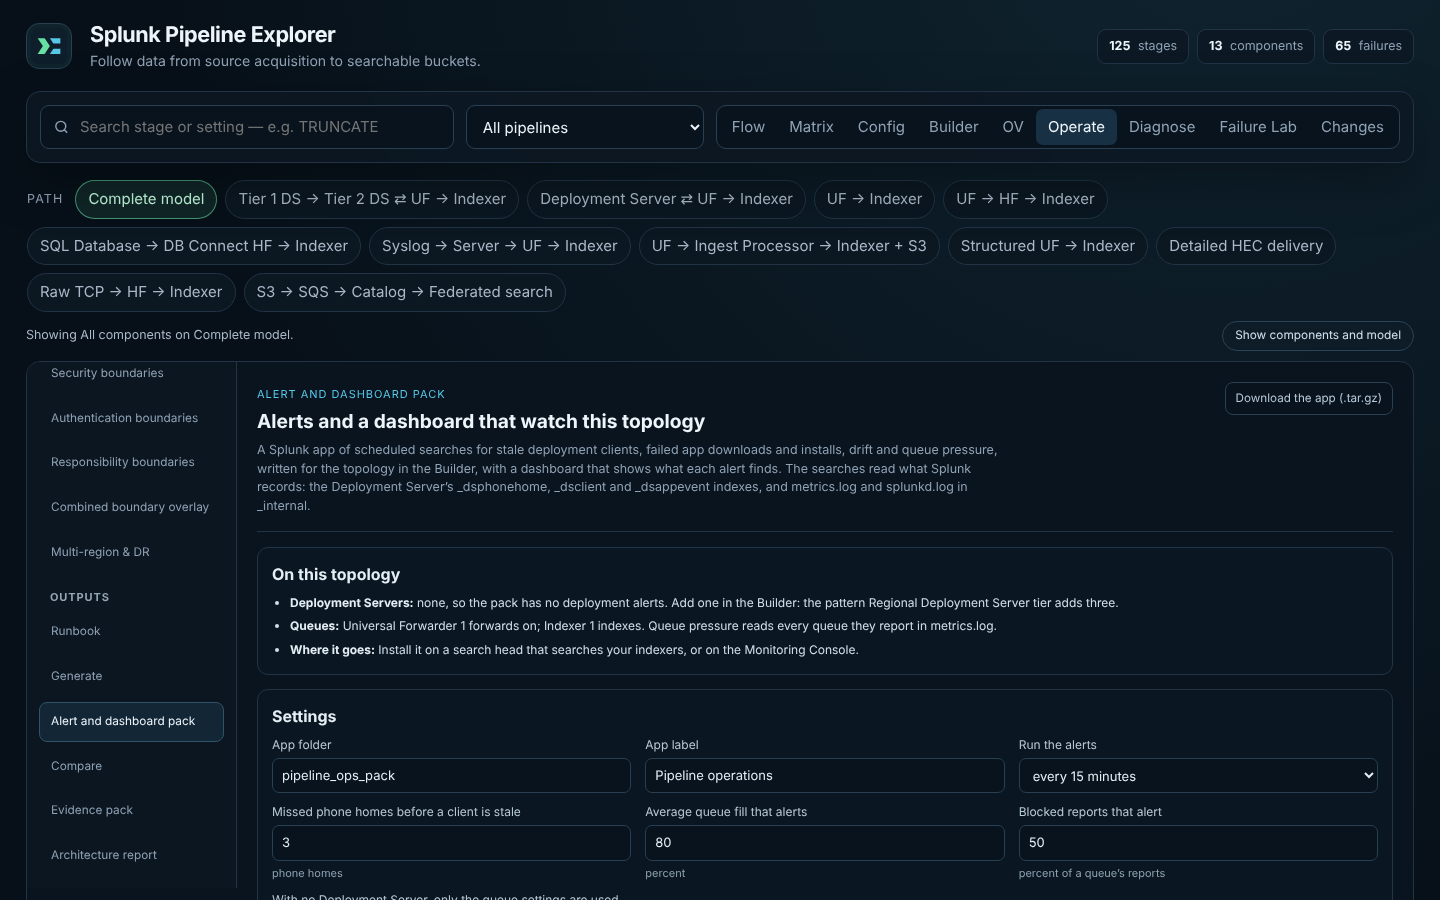 Splunk Pipeline Explorer
Follow data from source acquisition to searchable buckets.
125 stages
13 components
65 failures
Search stage or setting — e.g. TRUNCATE
All pipelines
Flow
Matrix
Config
Builder
OV
Operate
Diagnose
Failure Lab
Changes
PATH
Complete model
Tier 1 DS → Tier 2 DS ⇄ UF → Indexer
Deployment Server ⇄ UF → Indexer
UF → Indexer
UF → HF → Indexer
SQL Database → DB Connect HF → Indexer
Syslog → Server → UF → Indexer
UF → Ingest Processor → Indexer + S3
Structured UF → Indexer
Detailed HEC delivery
Raw TCP → HF → Indexer
S3 → SQS → Catalog → Federated search
Showing All components on Complete model.
Show components and model
Security boundaries
Authentication boundaries
Responsibility boundaries
Combined boundary overlay
Multi-region & DR
OUTPUTS
Runbook
Generate
Alert and dashboard pack
Compare
Evidence pack
Architecture report
ALERT AND DASHBOARD PACK
Download the app (.tar.gz)
Alerts and a dashboard that watch this topology
A Splunk app of scheduled searches for stale deployment clients, failed app downloads and installs, drift and queue pressure,
written for the topology in the Builder, with a dashboard that shows what each alert finds. The searches read what Splunk
records: the Deployment Server’s _dsphonehome, _dsclient and _dsappevent indexes, and metrics.log and splunkd.log in
_internal.
On this topology
• Deployment Servers: none, so the pack has no deployment alerts. Add one in the Builder: the pattern Regional Deployment Server tier adds three.
• Queues: Universal Forwarder 1 forwards on; Indexer 1 indexes. Queue pressure reads every queue they report in metrics.log.
• Where it goes: Install it on a search head that searches your indexers, or on the Monitoring Console.
Settings
App folder
App label
Run the alerts
pipeline_ops_pack
Pipeline operations
every 15 minutes
Missed phone homes before a client is stale
Average queue fill that alerts
Blocked reports that alert
3
80
50
phone homes
percent
percent of a queue’s reports
With no Deployment Server, only the queue settings are used.